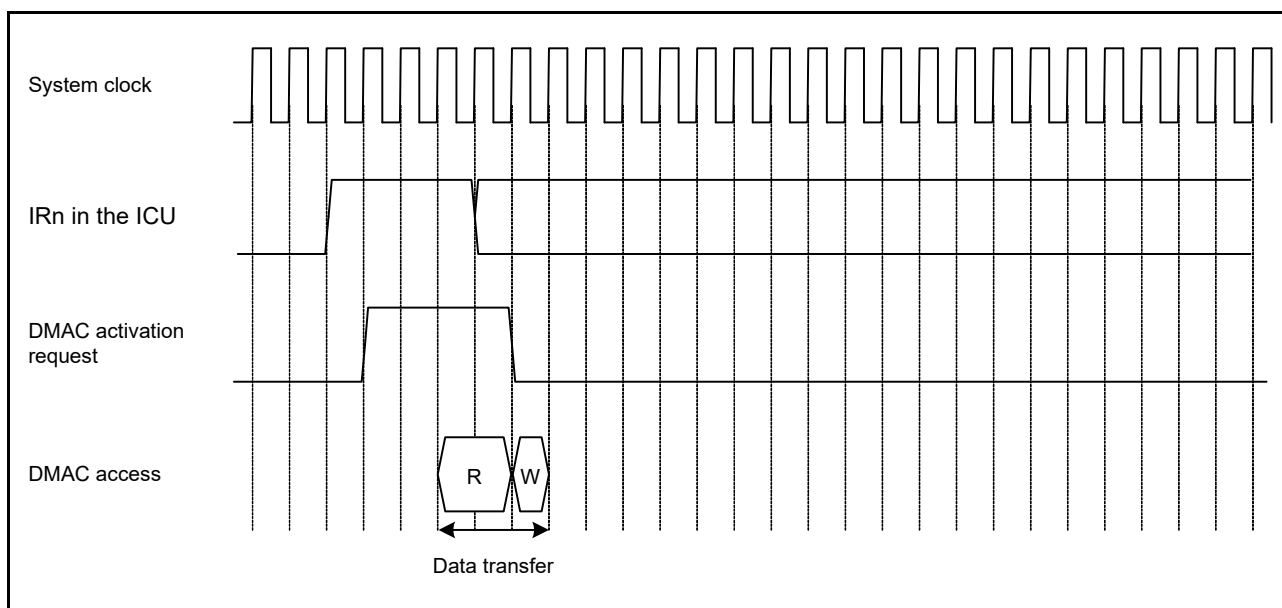 System clock
IRn in the ICU
DMAC activation
request
DMAC access
R
W
Data transfer